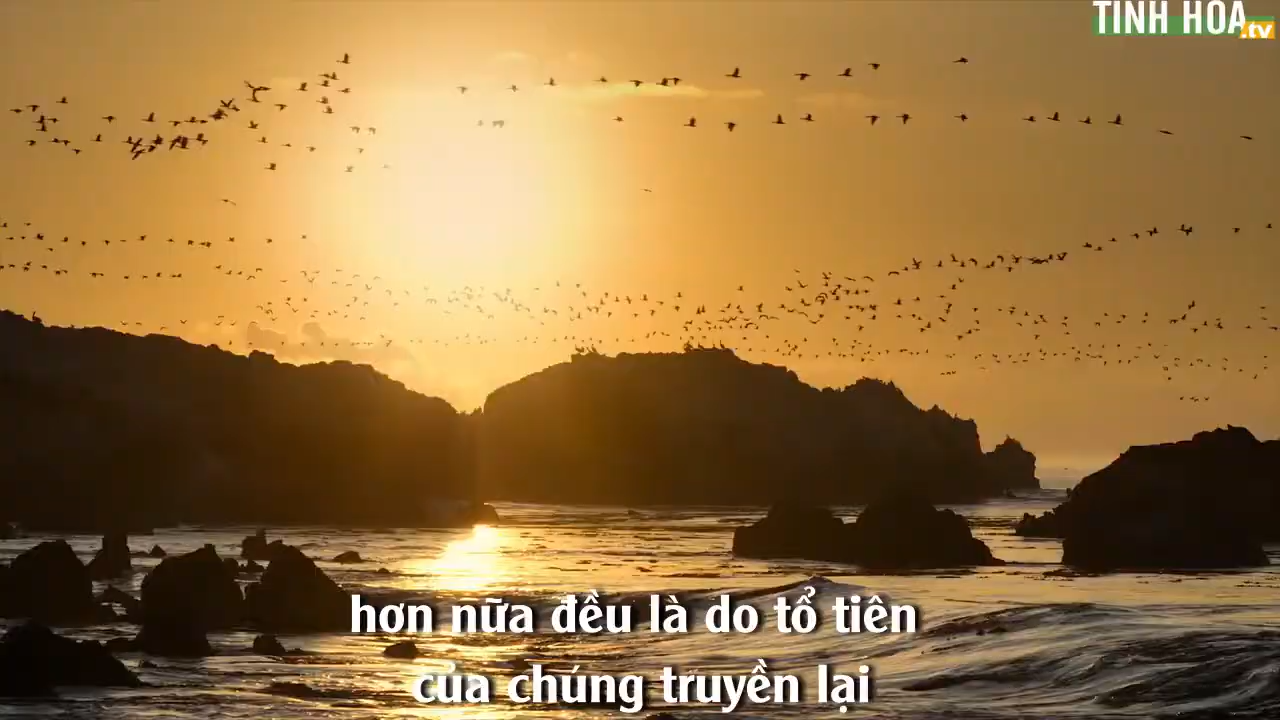 TINH HOA.tv
hơn nữa đều là do tổ tiên
của chúng truyền lại